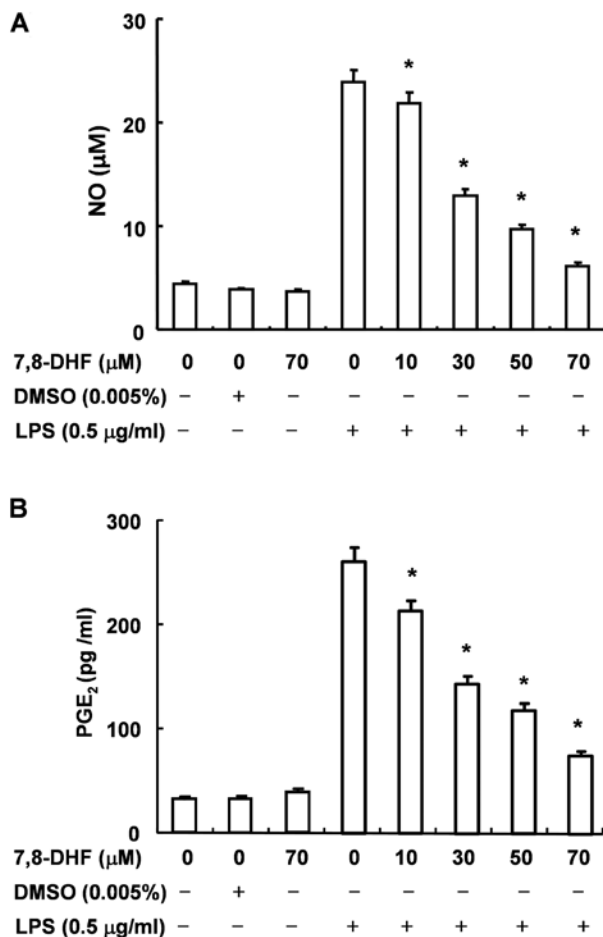 A
30
*
20
*
NO (μM)
*
*
10
0
7,8-DHF (μM) 0 0 70 0 10 30 50 70
DMSO (0.005%) − + − − − − − −
LPS (0.5 μg/ml) − − − + + + + +
B
300
*
200
*
*
PGE₂ (pg /ml)
*
100
0
7,8-DHF (μM) 0 0 70 0 10 30 50 70
DMSO (0.005%) − + − − − − − −
LPS (0.5 μg/ml) − − − + + + + +